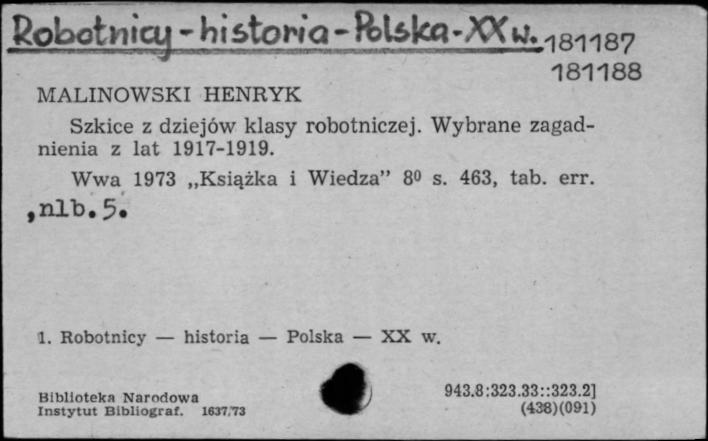 Robotnicy-historia-Polska-XX w. 181187
181188
MALINOWSKI HENRYK
Szkice z dziejów klasy robotniczej. Wybrane zagad-
nienia z lat 1917-1919.
Wwa 1973 „Książka i Wiedza” 8⁰ s. 463, tab. err.
,nlb.5.
1. Robotnicy — historia — Polska — XX w.
Biblioteka Narodowa
Instytut Bibliograf. 1637/73
943.8:323.33::323.2]
(438)(091)